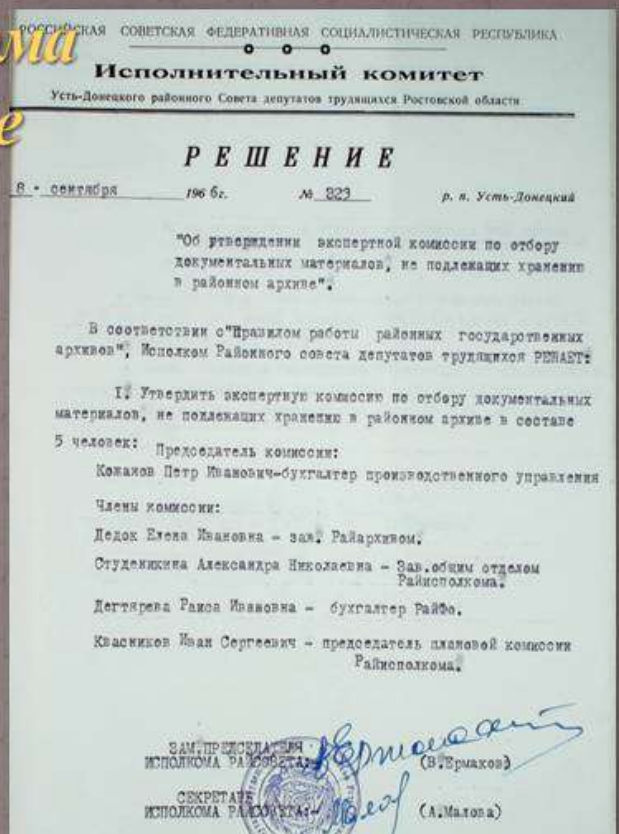 ма
е
РОССИЙСКАЯ СОВЕТСКАЯ ФЕДЕРАТИВНАЯ СОЦИАЛИСТИЧЕСКАЯ РЕСПУБЛИКА
Исполнительный комитет
Усть-Донецкого районного Совета депутатов трудящихся Ростовской области
РЕШЕНИЕ
8 - сентября 196 6г. № 323 р. п. Усть-Донецкий
"Об утверждении экспертной комиссии по отбору
документальных материалов, не подлежащих хранению
в районном архиве".
В соответствии с "Правилом работы районных государственных
архивов", Исполком Районного совета депутатов трудящихся РЕШАЕТ:
I. Утвердить экспертную комиссию по отбору документальных
материалов, не подлежащих хранению в районном архиве в составе
5 человек:
Председатель комиссии:
Кожанов Петр Иванович-бухгалтер производственного управления
Члены комиссии:
Дедок Елена Ивановна - зав. Райархивом.
Студеникина Александра Николаевна - Зав.общим отделом
Райисполкома.
Дегтярева Раиса Ивановна - бухгалтер РайФо.
Квасников Иван Сергеевич - председатель плановой комиссии
Райисполкома.
ЗАМ.ПРЕДСЕДАТЕЛЯ
ИСПОЛКОМА РАЙСОВЕТА:- (В.Ермаков)
СЕКРЕТАРЬ
ИСПОЛКОМА РАЙСОВЕТА:- (А.Малова)